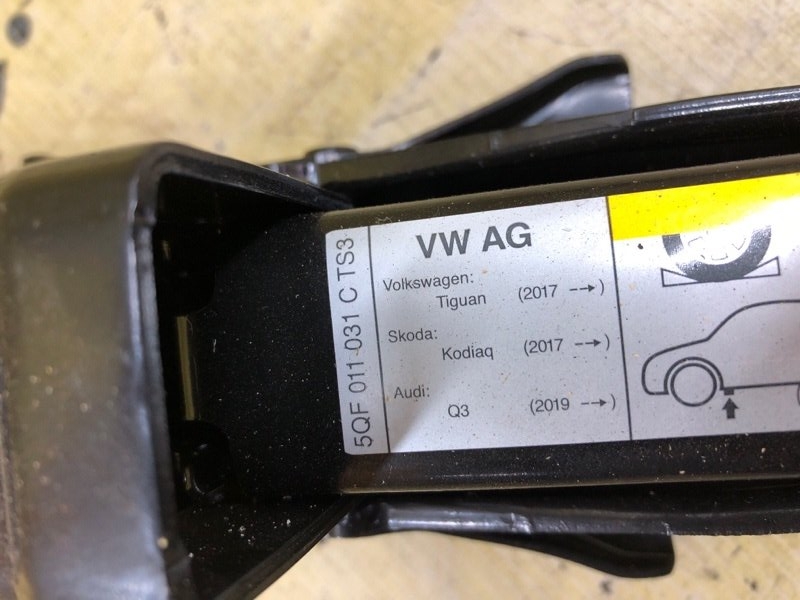 5QF 011 031 C TS3
VW AG
Volkswagen:
Tiguan (2017 --→)
Skoda:
Kodiaq (2017 --→)
Audi:
Q3 (2019 --→)